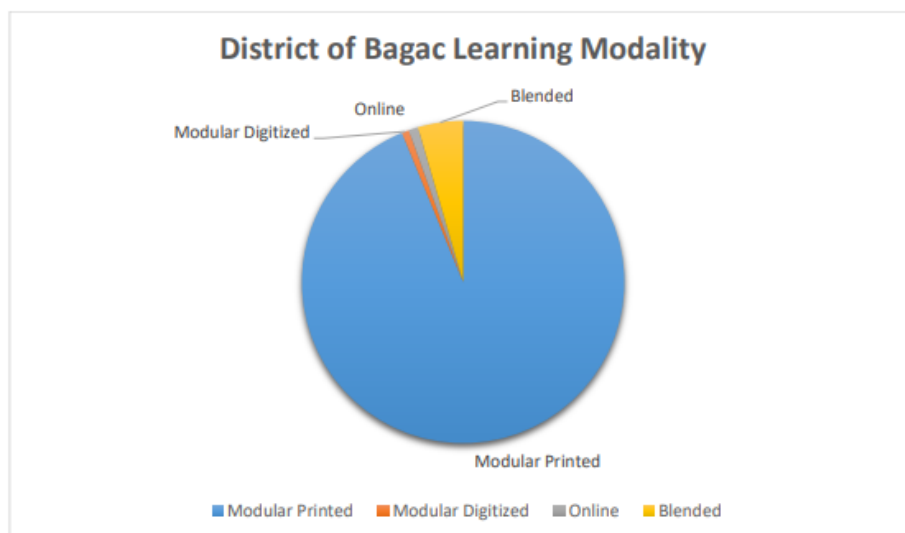 District of Bagac Learning Modality
Blended
Online
Modular Digitized
Modular Printed
Modular Printed Modular Digitized Online Blended